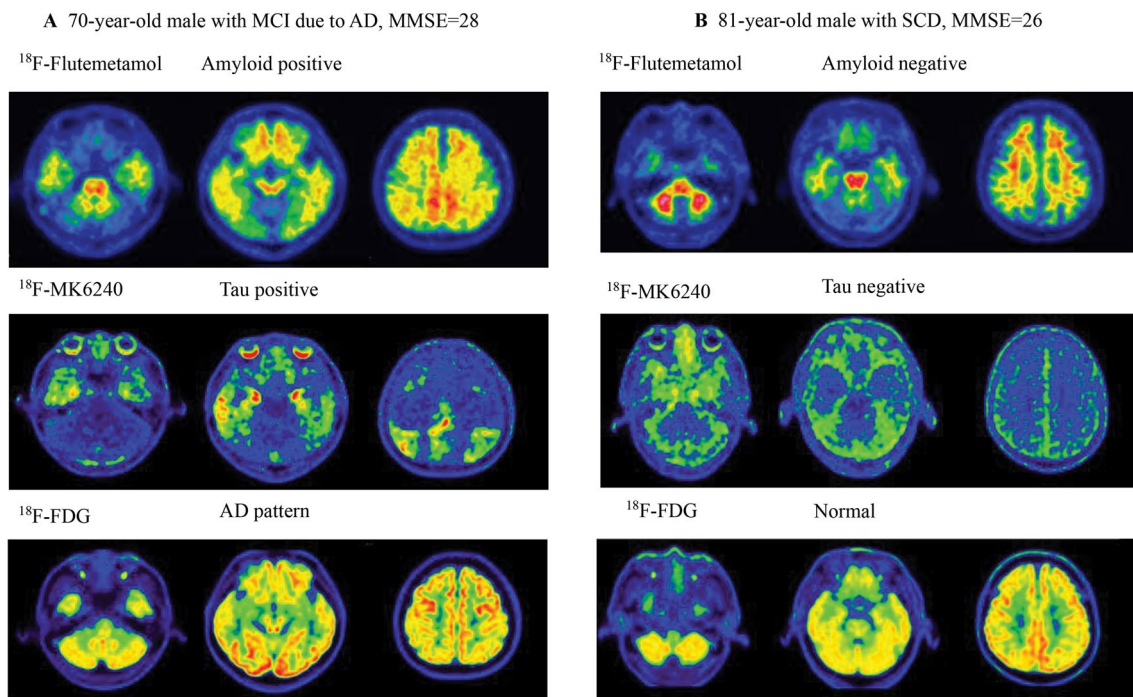 A 70-year-old male with MCI due to AD, MMSE=28
¹⁸F-Flutemetamol Amyloid positive
¹⁸F-MK6240 Tau positive
¹⁸F-FDG AD pattern
B 81-year-old male with SCD, MMSE=26
¹⁸F-Flutemetamol Amyloid negative
¹⁸F-MK6240 Tau negative
¹⁸F-FDG Normal